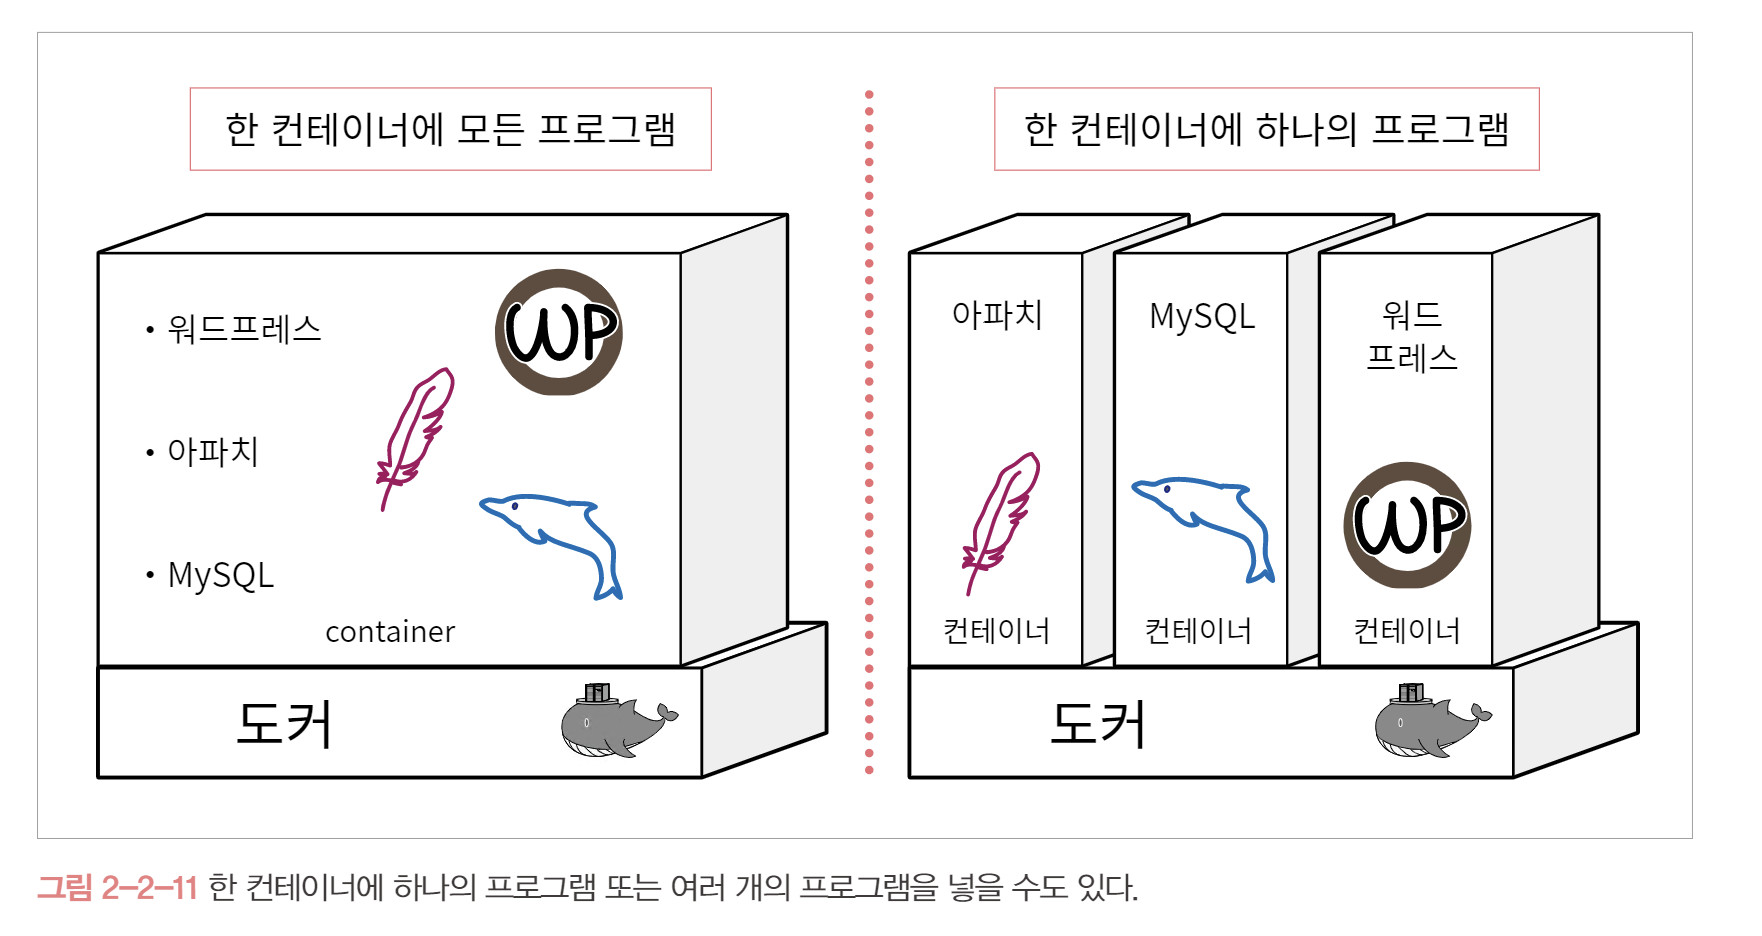 한 컨테이너에 모든 프로그램
• 워드프레스
WP
• 아파치
• MySQL
container
도커
한 컨테이너에 하나의 프로그램
아파치
컨테이너
MySQL
컨테이너
워드
프레스
WP
컨테이너
도커
그림 2-2-11 한 컨테이너에 하나의 프로그램 또는 여러 개의 프로그램을 넣을 수도 있다.